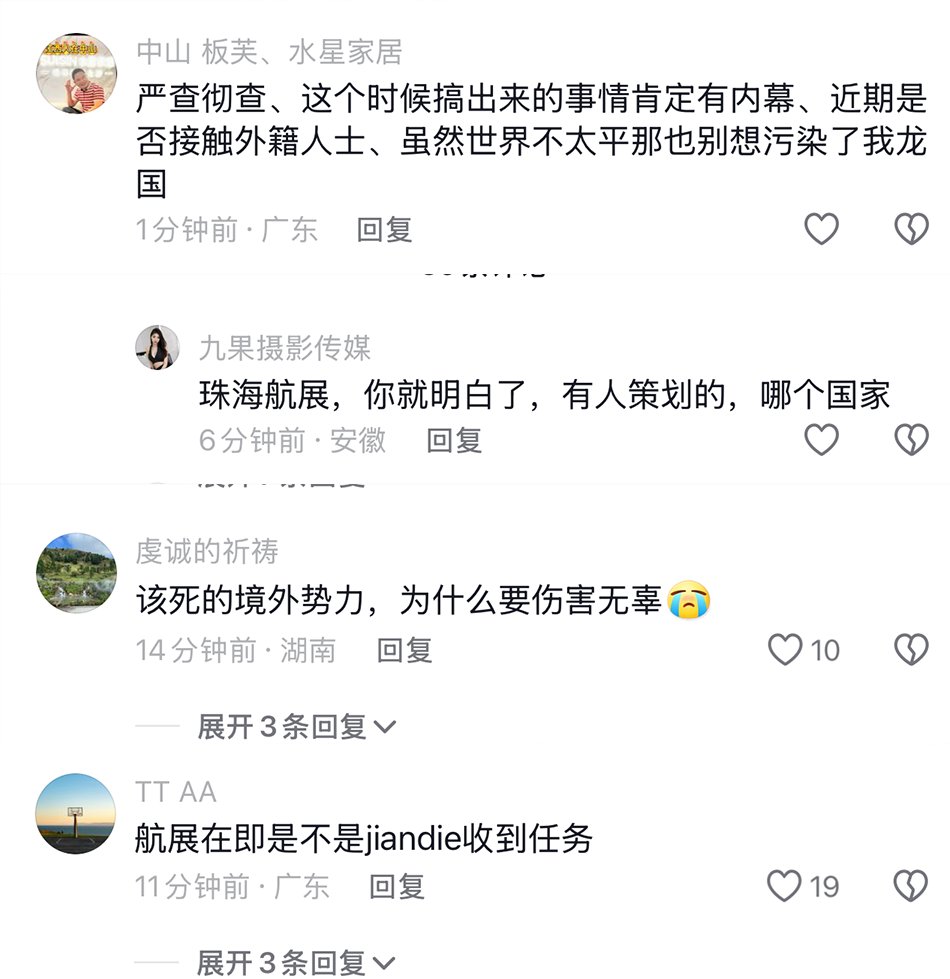 中山 板芙、水星家居
严查彻查、这个时候搞出来的事情肯定有内幕、近期是
否接触外籍人士、虽然世界不太平那也别想污染了我龙
国
1分钟前 · 广东 回复
九果摄影传媒
珠海航展，你就明白了，有人策划的，哪个国家
6分钟前 · 安徽 回复
虔诚的祈祷
该死的境外势力，为什么要伤害无辜😭
14分钟前 · 湖南 回复 10
展开3条回复
TT AA
航展在即是不是jiandie收到任务
11分钟前 · 广东 回复 19
展开3条回复